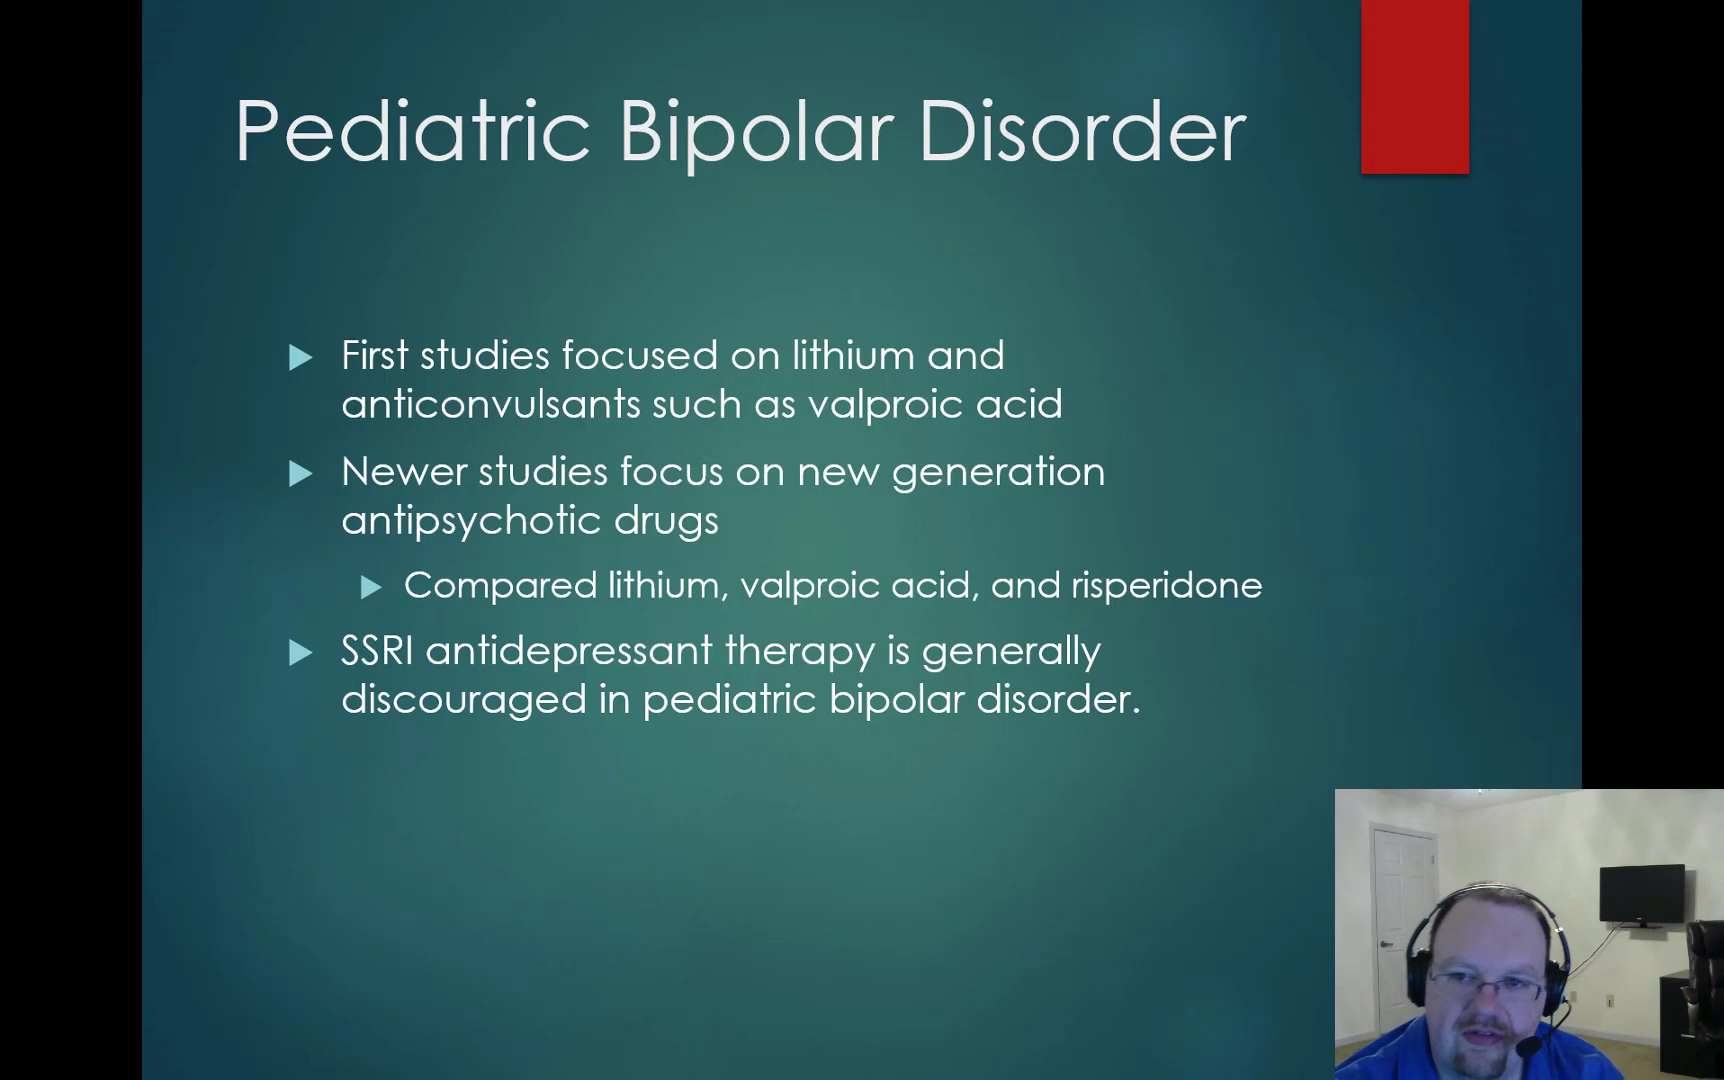 Pediatric Bipolar Disorder
First studies focused on lithium and
anticonvulsants such as valproic acid
Newer studies focus on new generation
antipsychotic drugs
Compared lithium, valproic acid, and risperidone
SSRI antidepressant therapy is generally
discouraged in pediatric bipolar disorder.